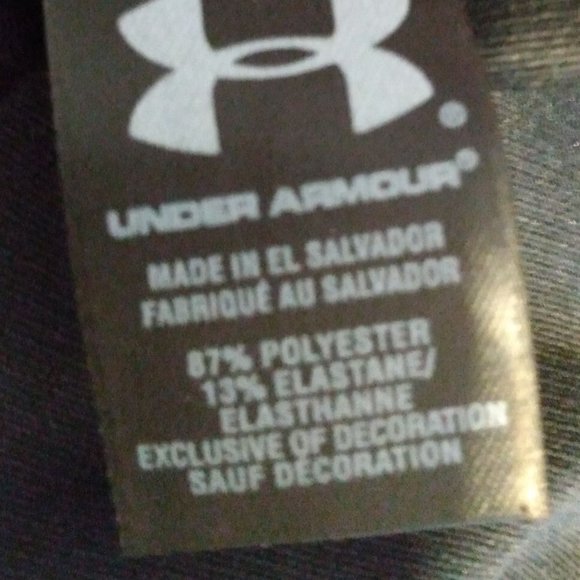 UNDER ARMOUR®
MADE IN EL SALVADOR
FABRIQUÉ AU SALVADOR
87% POLYESTER
13% ELASTANE/
ELASTHANNE
EXCLUSIVE OF DECORATION
SAUF DÉCORATION